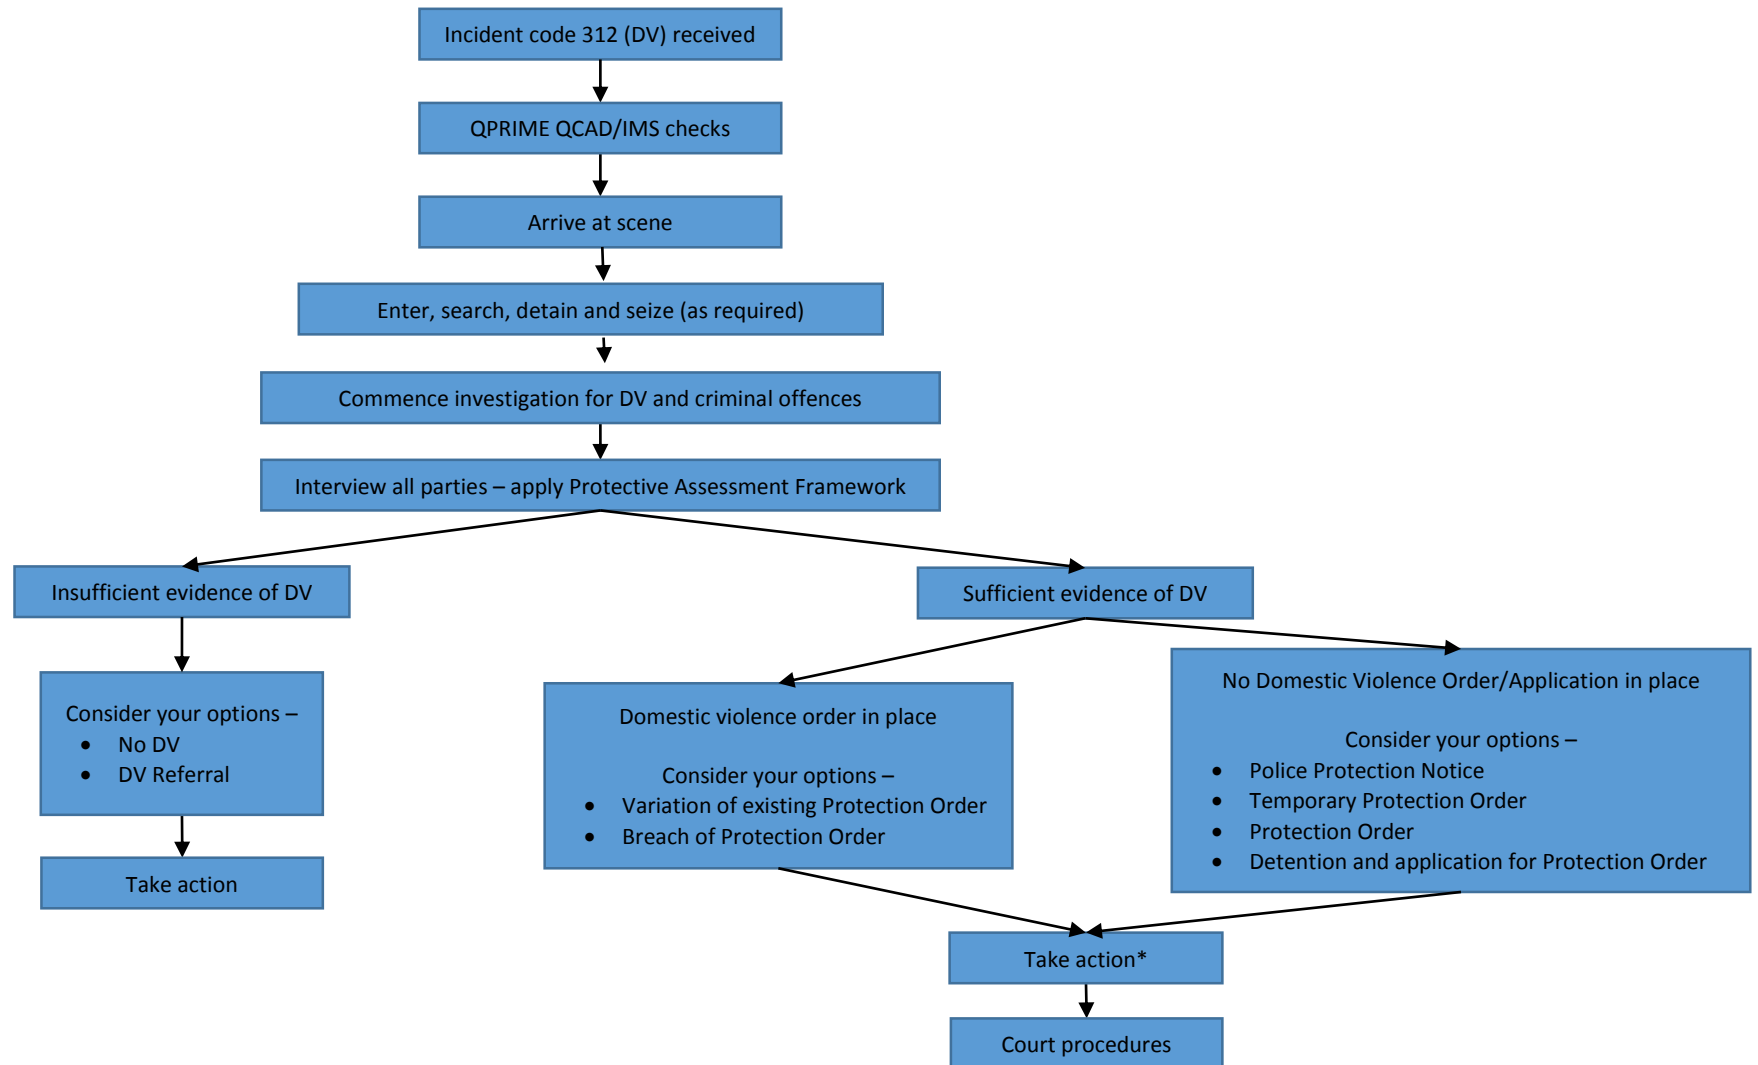 Incident code 312 (DV) received
QPRIME QCAD/IMS checks
Arrive at scene
Enter, search, detain and seize (as required)
Commence investigation for DV and criminal offences
Interview all parties – apply Protective Assessment Framework
Insufficient evidence of DV
Sufficient evidence of DV
Consider your options –
• No DV
• DV Referral
Domestic violence order in place
Consider your options –
• Variation of existing Protection Order
• Breach of Protection Order
No Domestic Violence Order/Application in place
Consider your options –
• Police Protection Notice
• Temporary Protection Order
• Protection Order
• Detention and application for Protection Order
Take action
Take action*
Court procedures